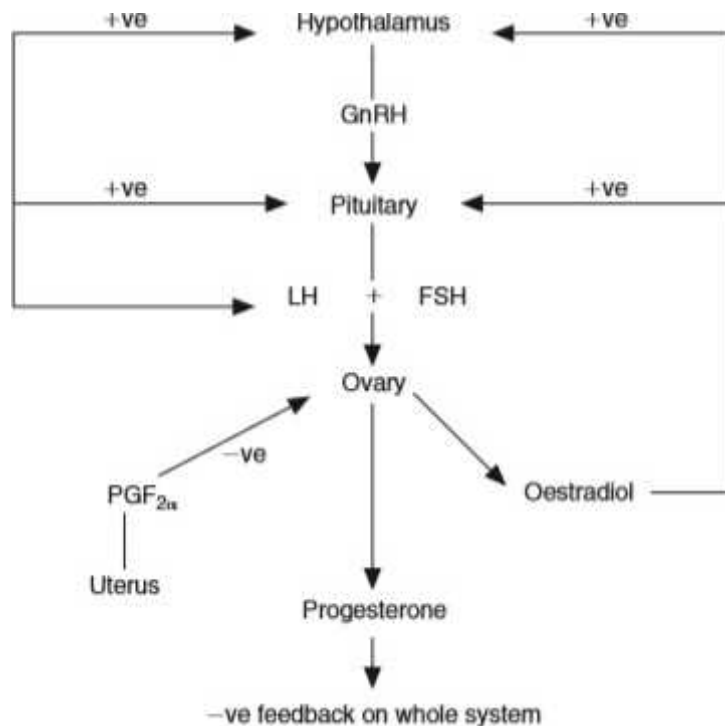 +ve Hypothalamus +ve
GnRH
+ve Pituitary +ve
LH + FSH
Ovary
−ve
PGF2α Oestradiol
Uterus
Progesterone
−ve feedback on whole system